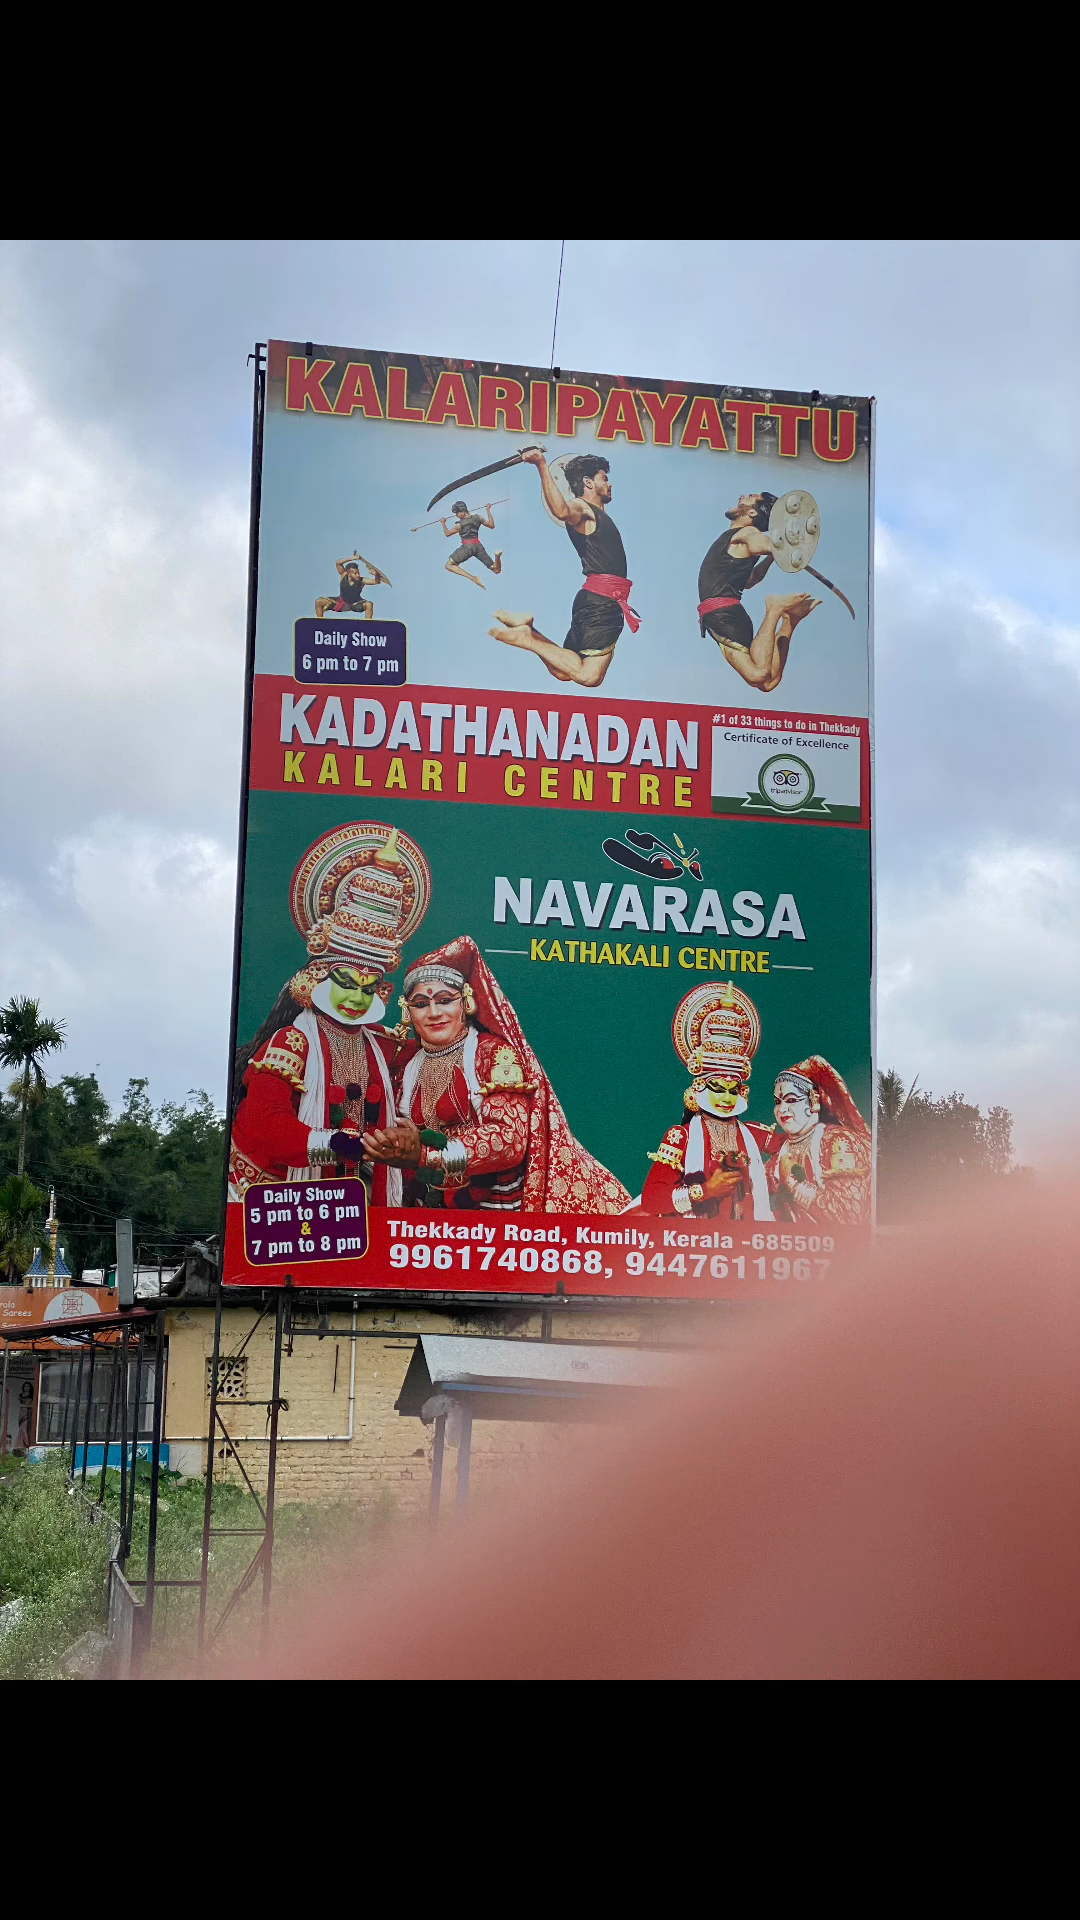 KALARIPAYATTU
Daily Show
6 pm to 7 pm
KADATHANADAN
KALARI CENTRE
#1 of 33 things to do in Thekkady
Certificate of Excellence
tripadvisor
NAVARASA
KATHAKALI CENTRE
Daily Show
5 pm to 6 pm
&
7 pm to 8 pm
Thekkady Road, Kumily, Kerala -685509
9961740868, 9447611967
Sarees